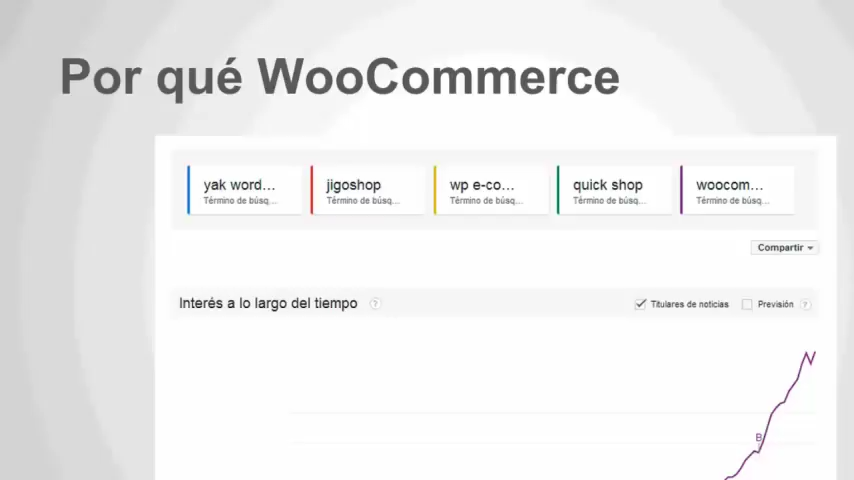 Por qué WooCommerce
yak word... jigoshop wp e-co... quick shop woocom...
Término de búsq... Término de búsq... Término de búsq... Término de búsq... Término de búsq...
Compartir
Interés a lo largo del tiempo ? Titulares de noticias Previsión ?
B